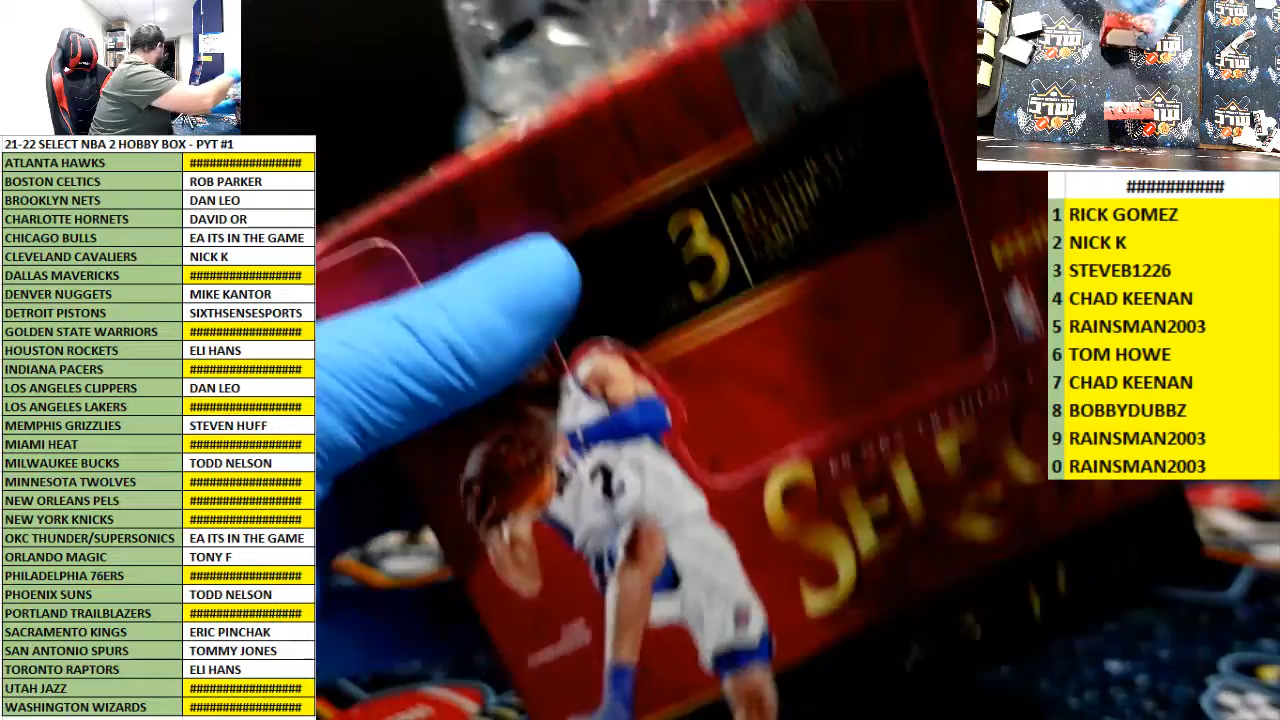 21-22 SELECT NBA 2 HOBBY BOX - PYT #1
ATLANTA HAWKS #################
BOSTON CELTICS ROB PARKER
BROOKLYN NETS DAN LEO
CHARLOTTE HORNETS DAVID OR
CHICAGO BULLS EA ITS IN THE GAME
CLEVELAND CAVALIERS NICK K
DALLAS MAVERICKS #################
DENVER NUGGETS MIKE KANTOR
DETROIT PISTONS SIXTHSENSESPORTS
GOLDEN STATE WARRIORS #################
HOUSTON ROCKETS ELI HANS
INDIANA PACERS #################
LOS ANGELES CLIPPERS DAN LEO
LOS ANGELES LAKERS #################
MEMPHIS GRIZZLIES STEVEN HUFF
MIAMI HEAT #################
MILWAUKEE BUCKS TODD NELSON
MINNESOTA TWOLVES #################
NEW ORLEANS PELS #################
NEW YORK KNICKS #################
OKC THUNDER/SUPERSONICS EA ITS IN THE GAME
ORLANDO MAGIC TONY F
PHILADELPHIA 76ERS #################
PHOENIX SUNS TODD NELSON
PORTLAND TRAILBLAZERS #################
SACRAMENTO KINGS ERIC PINCHAK
SAN ANTONIO SPURS TOMMY JONES
TORONTO RAPTORS ELI HANS
UTAH JAZZ #################
WASHINGTON WIZARDS #################
3
2
##########
1 RICK GOMEZ
2 NICK K
3 STEVEB1226
4 CHAD KEENAN
5 RAINSMAN2003
6 TOM HOWE
7 CHAD KEENAN
8 BOBBYDUBBZ
9 RAINSMAN2003
0 RAINSMAN2003